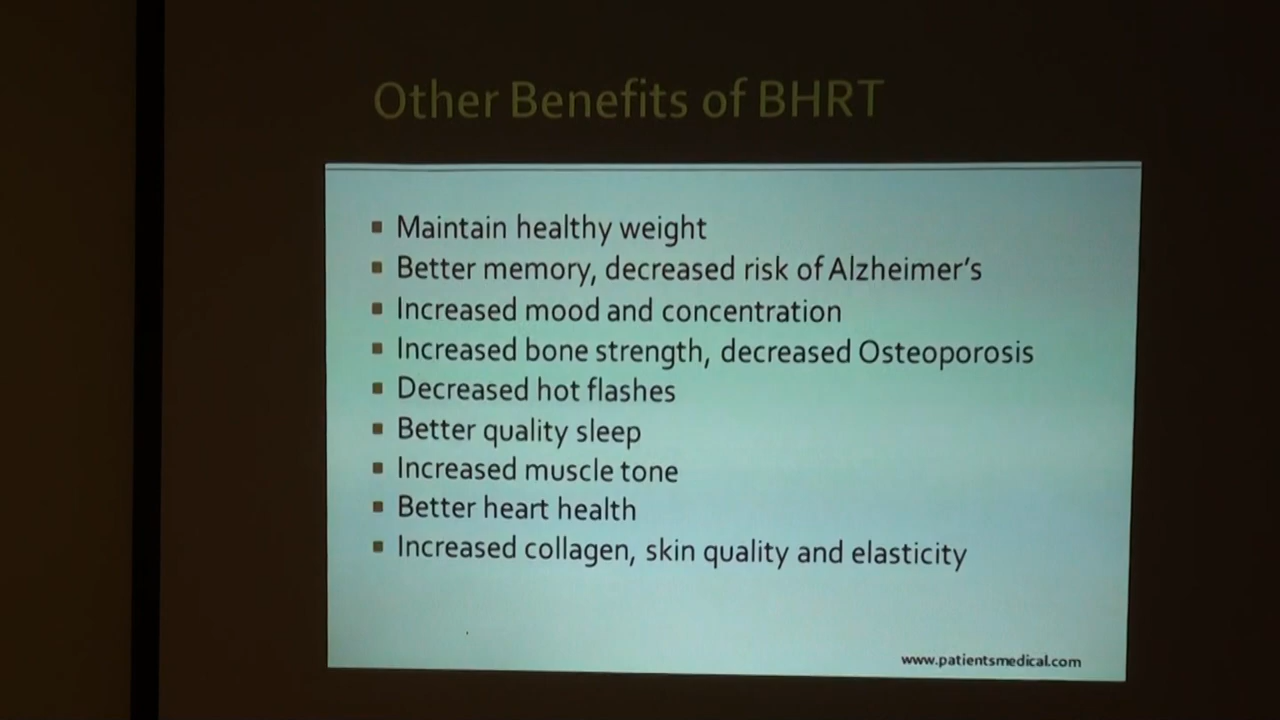 Other Benefits of BHRT
Maintain healthy weight
Better memory, decreased risk of Alzheimer's
Increased mood and concentration
Increased bone strength, decreased Osteoporosis
Decreased hot flashes
Better quality sleep
Increased muscle tone
Better heart health
Increased collagen, skin quality and elasticity
www.patientsmedical.com